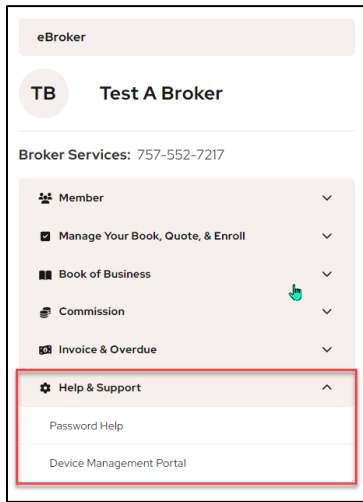 eBroker
TB Test A Broker
Broker Services: 757-552-7217
Member
Manage Your Book, Quote, & Enroll
Book of Business
Commission
Invoice & Overdue
Help & Support
Password Help
Device Management Portal